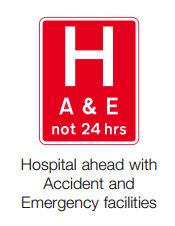 H
A & E
not 24 hrs
Hospital ahead with
Accident and
Emergency facilities